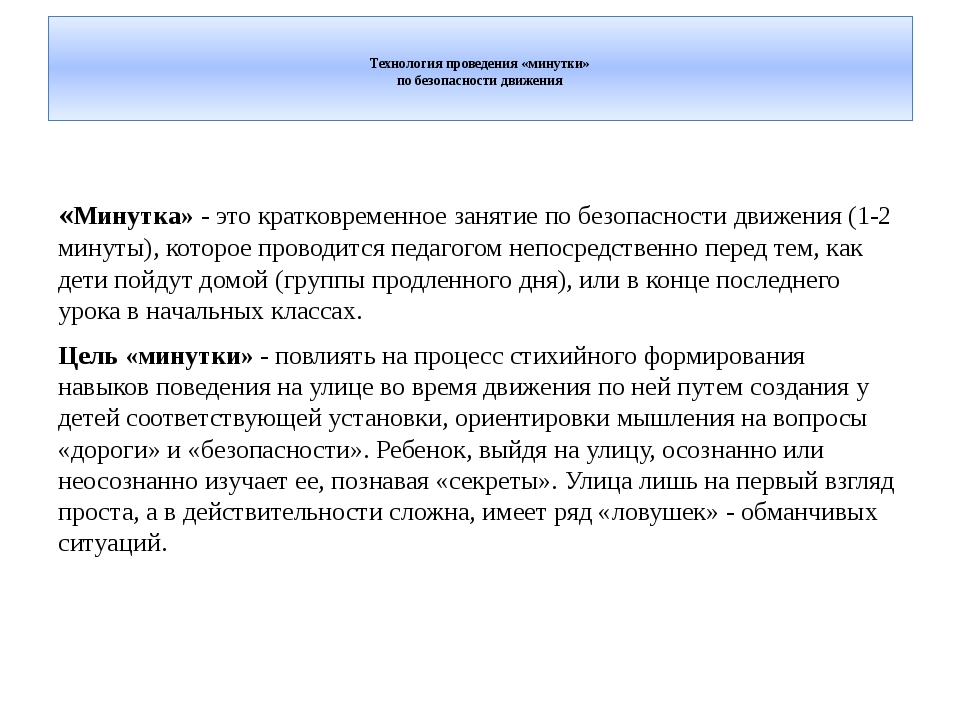 Технология проведения «минутки»
по безопасности движения
«Минутка» - это кратковременное занятие по безопасности движения (1-2
минуты), которое проводится педагогом непосредственно перед тем, как
дети пойдут домой (группы продленного дня), или в конце последнего
урока в начальных классах.
Цель «минутки» - повлиять на процесс стихийного формирования
навыков поведения на улице во время движения по ней путем создания у
детей соответствующей установки, ориентировки мышления на вопросы
«дороги» и «безопасности». Ребенок, выйдя на улицу, осознанно или
неосознанно изучает ее, познавая «секреты». Улица лишь на первый взгляд
проста, а в действительности сложна, имеет ряд «ловушек» - обманчивых
ситуаций.